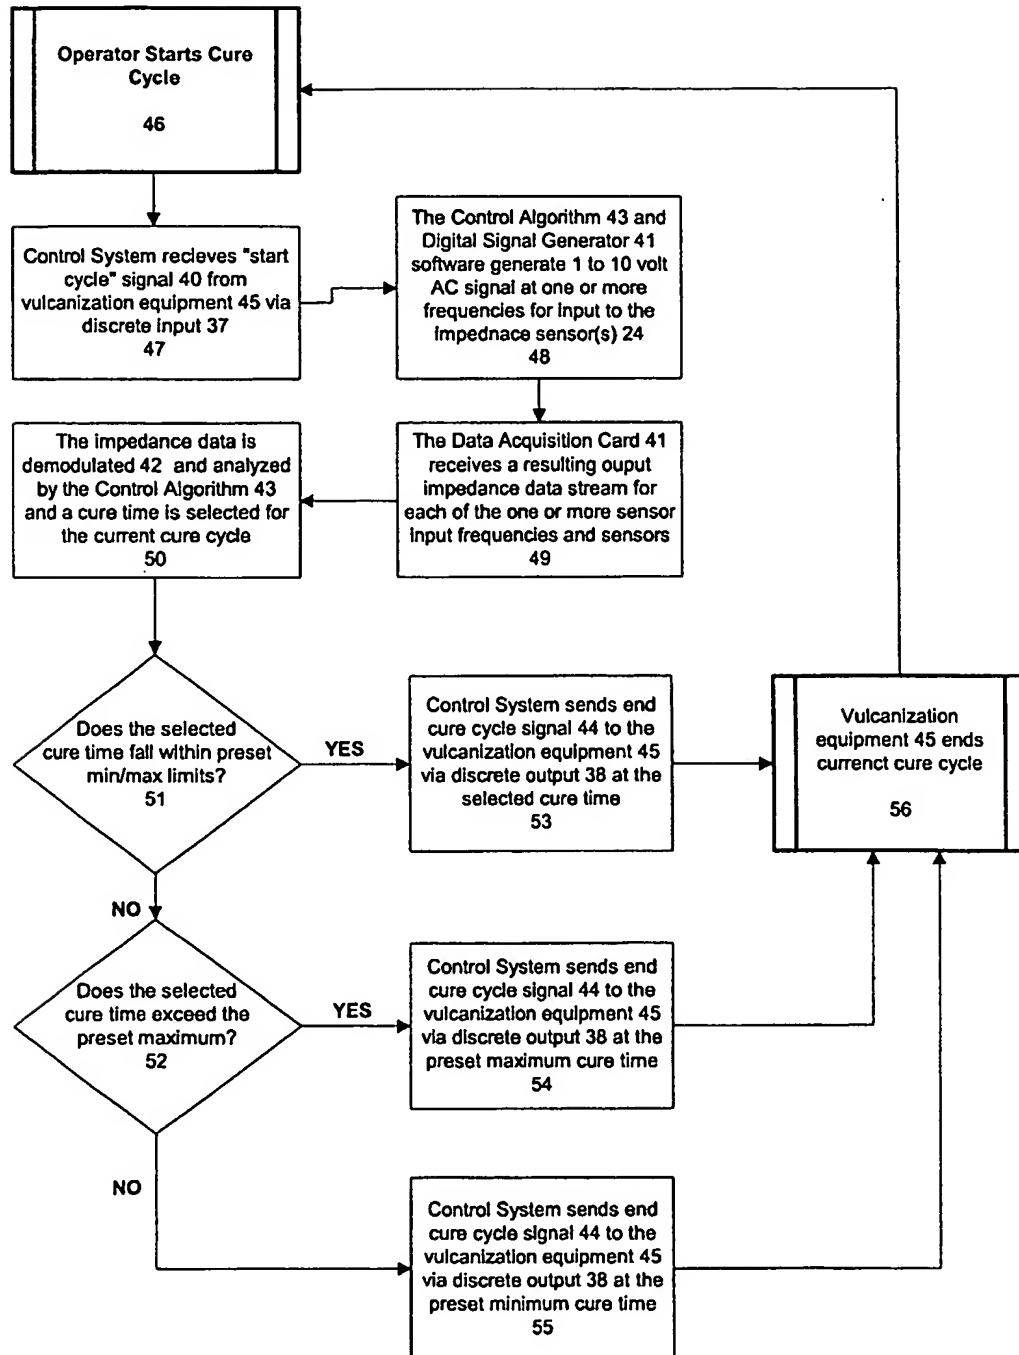 Operator Starts Cure
Cycle
46
Control System recieves "start
cycle" signal 40 from
vulcanization equipment 45 via
discrete input 37
47
The Control Algorithm 43 and
Digital Signal Generator 41
software generate 1 to 10 volt
AC signal at one or more
frequencies for input to the
impednace sensor(s) 24
48
The impedance data is
demodulated 42 and analyzed
by the Control Algorithm 43
and a cure time is selected for
the current cure cycle
50
The Data Acquisition Card 41
receives a resulting ouput
impedance data stream for
each of the one or more sensor
input frequencies and sensors
49
Does the selected
cure time fall within preset
min/max limits?
51
YES
Control System sends end
cure cycle signal 44 to the
vulcanization equipment 45
via discrete output 38 at the
selected cure time
53
Vulcanization
equipment 45 ends
currenct cure cycle
56
NO
Does the selected
cure time exceed the
preset maximum?
52
YES
Control System sends end
cure cycle signal 44 to the
vulcanization equipment 45
via discrete output 38 at the
preset maximum cure time
54
NO
Control System sends end
cure cycle signal 44 to the
vulcanization equipment 45
via discrete output 38 at the
preset minimum cure time
55